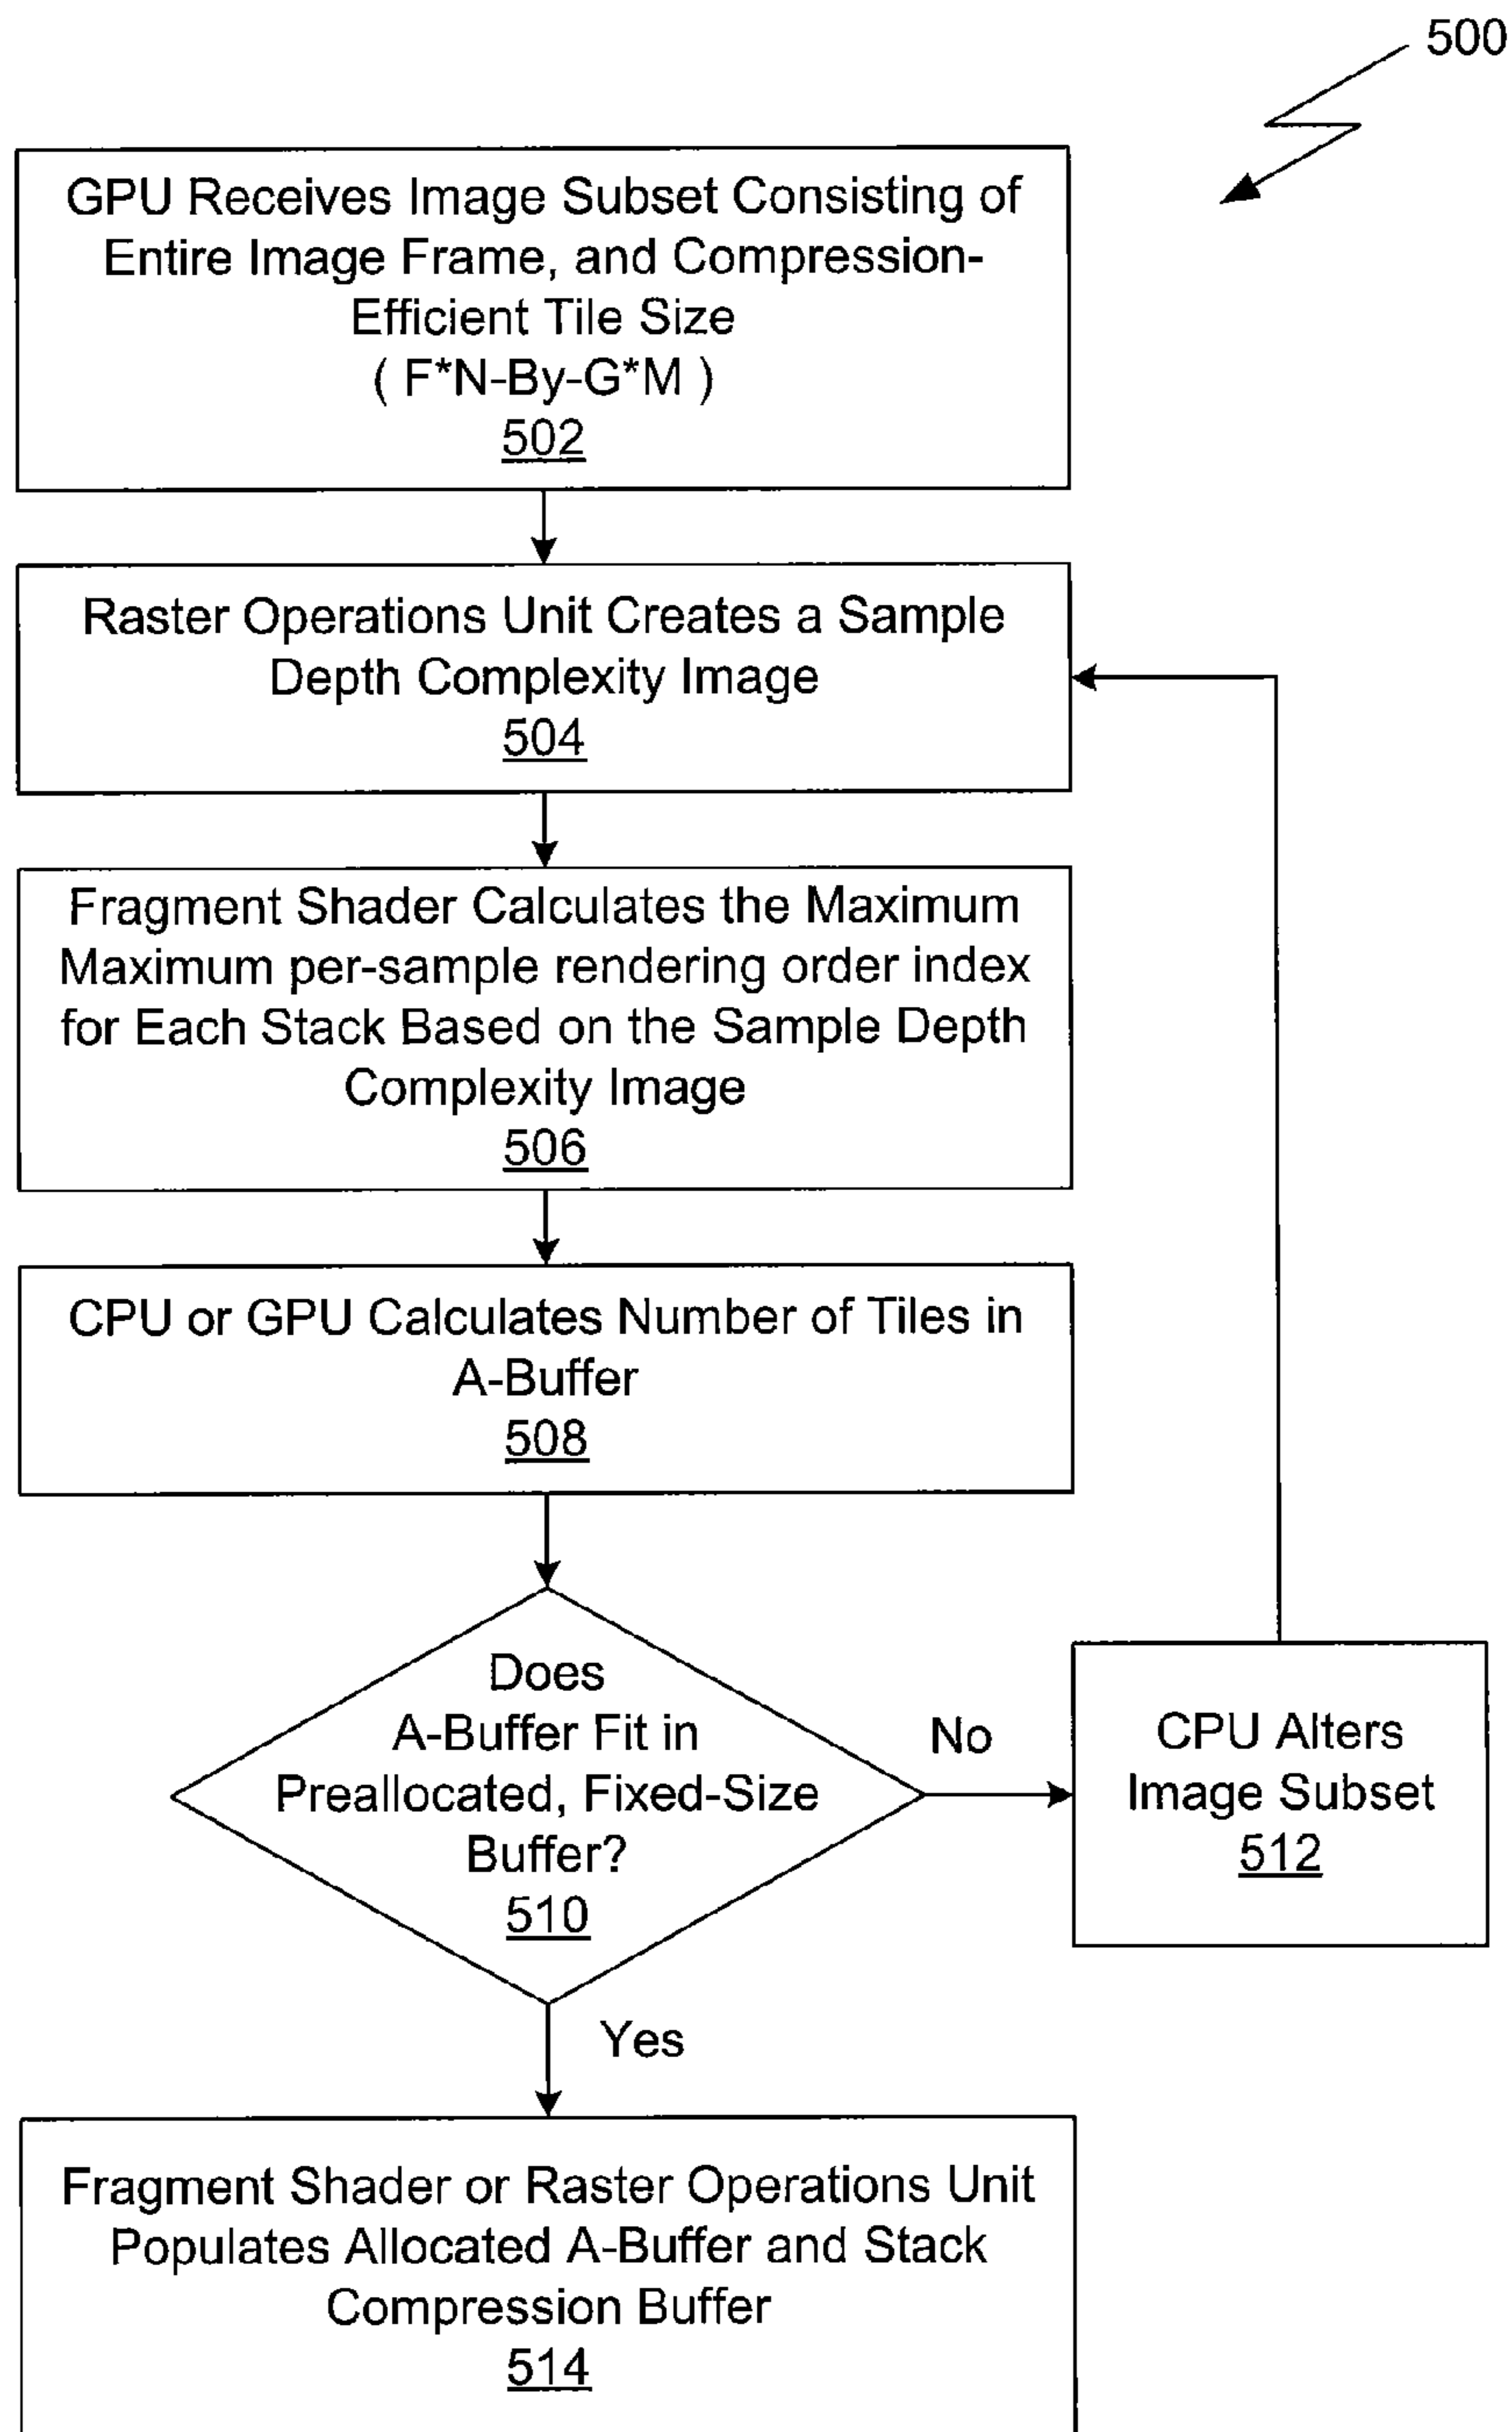 500
GPU Receives Image Subset Consisting of
Entire Image Frame, and Compression-
Efficient Tile Size
( F*N-By-G*M )
502
Raster Operations Unit Creates a Sample
Depth Complexity Image
504
Fragment Shader Calculates the Maximum
Maximum per-sample rendering order index
for Each Stack Based on the Sample Depth
Complexity Image
506
CPU or GPU Calculates Number of Tiles in
A-Buffer
508
Does
A-Buffer Fit in
Preallocated, Fixed-Size
Buffer?
510
No
CPU Alters
Image Subset
512
Yes
Fragment Shader or Raster Operations Unit
Populates Allocated A-Buffer and Stack
Compression Buffer
514